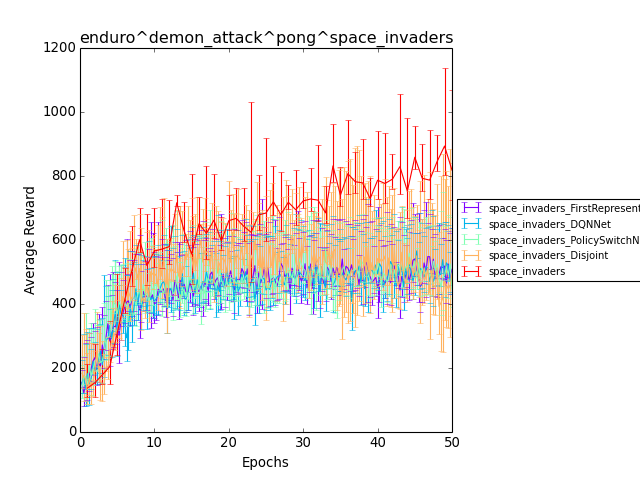 enduro^demon_attack^pong^space_invaders
1200
1000
800
600
400
200
0
Average Reward
0 10 20 30 40 50
Epochs
space_invaders_FirstRepresent
space_invaders_DQNNet
space_invaders_PolicySwitchN
space_invaders_Disjoint
space_invaders